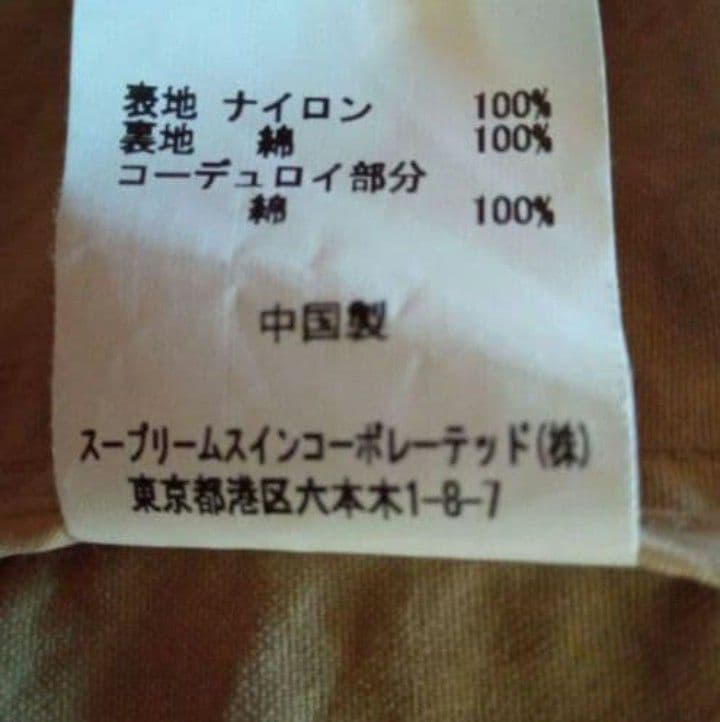 表地 ナイロン 100%
裏地 綿 100%
コーデュロイ部分
綿 100%
中国製
スープリームスインコーポレーテッド(株)
東京都港区六本木1-8-7